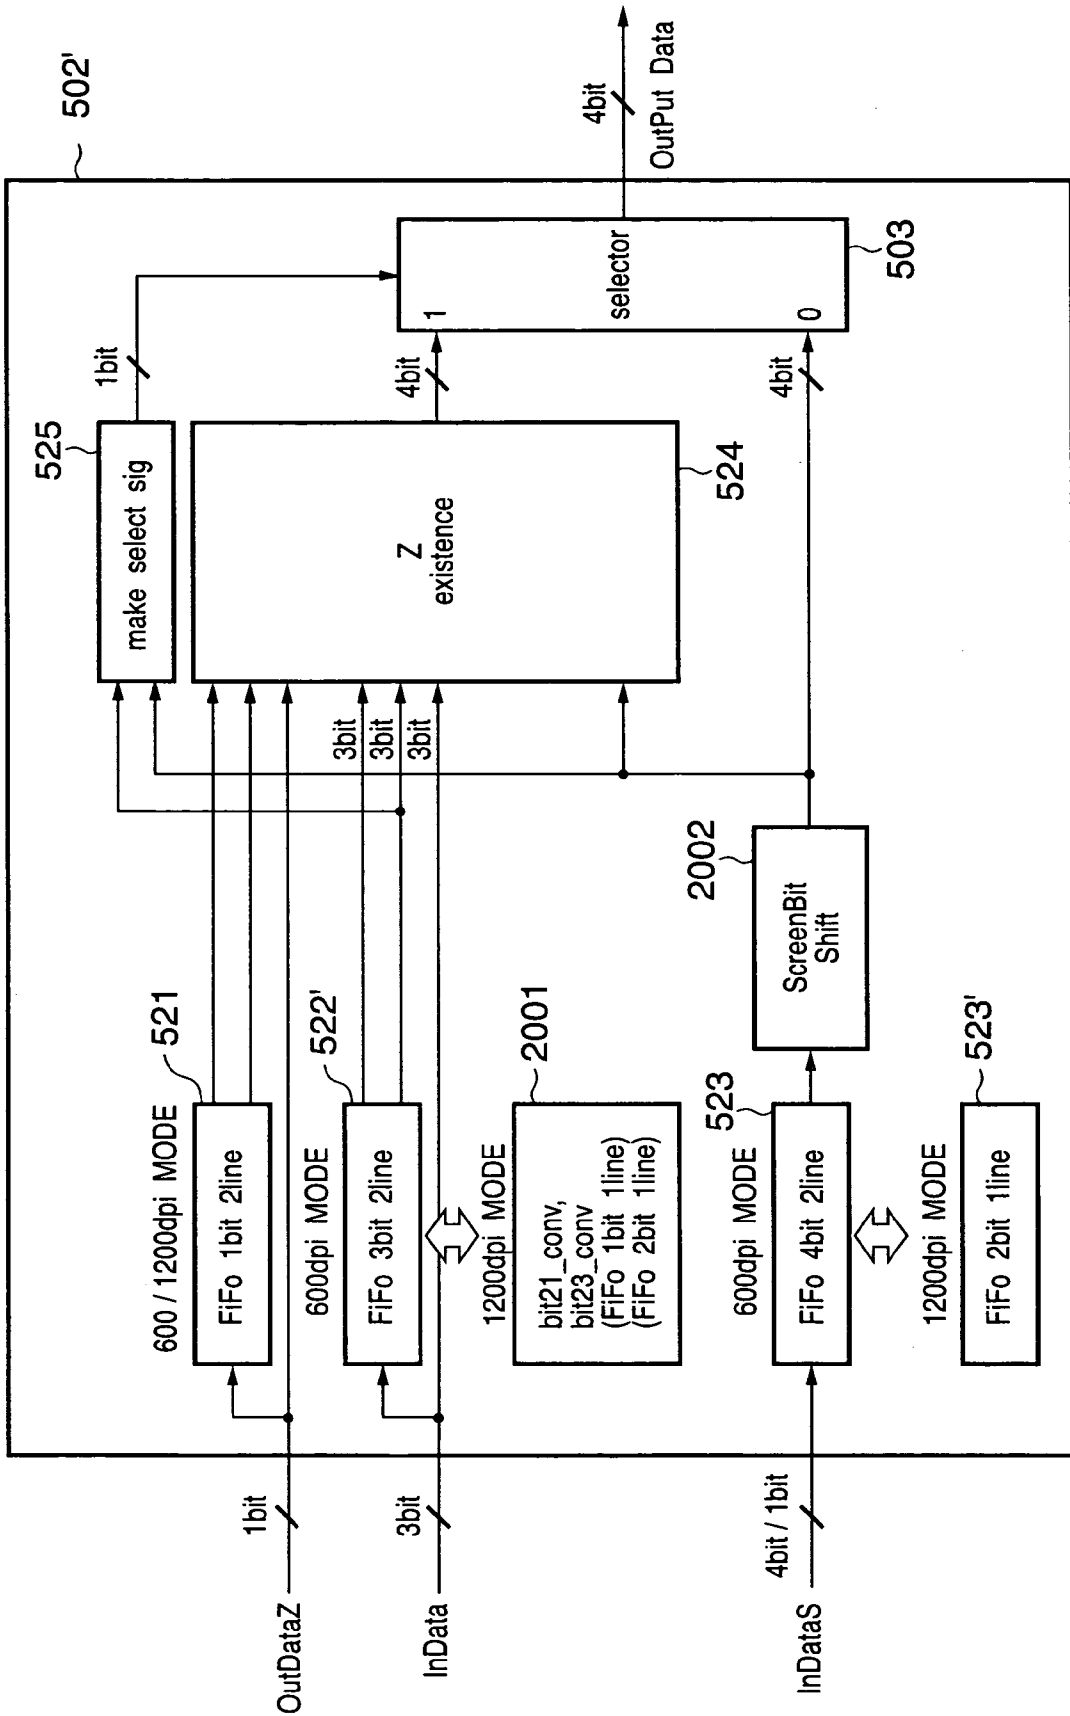 502'
OutDataZ
1bit
600 / 1200dpi MODE
521
FiFo 1bit 2line
525
make select sig
1bit
InData
3bit
600dpi MODE
522'
FiFo 3bit 2line
3bit
3bit
3bit
Z
existence
524
4bit
1
selector
0
503
4bit
OutPut Data
1200dpi MODE
2001
bit21_conv,
bit23_conv
(FiFo 1bit 1line)
(FiFo 2bit 1line)
InDataS
4bit / 1bit
600dpi MODE
523
FiFo 4bit 2line
2002
ScreenBit
Shift
4bit
1200dpi MODE
523'
FiFo 2bit 1line